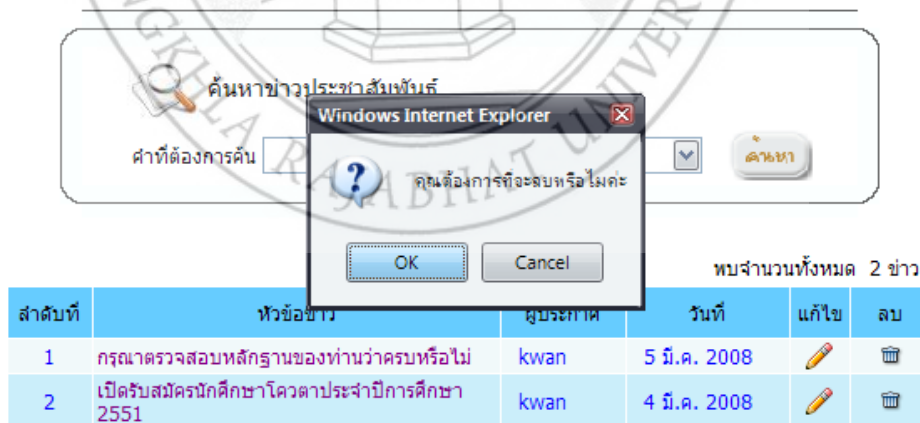 ค้นหาข่าวประชาสัมพันธ์
Windows Internet Explorer
คำที่ต้องการค้น
ค้นหา
คุณต้องการที่จะลบหรือไม่ค่ะ
OK Cancel
พบจำนวนทั้งหมด 2 ข่าว
ลำดับที่ หัวข้อข่าว ผู้ประกาศ วันที่ แก้ไข ลบ
1 กรุณาตรวจสอบหลักฐานของท่านว่าครบหรือไม่ kwan 5 มี.ค. 2008
2 เปิดรับสมัครนักศึกษาโควตาประจำปีการศึกษา
2551 kwan 4 มี.ค. 2008
RAJABHAT